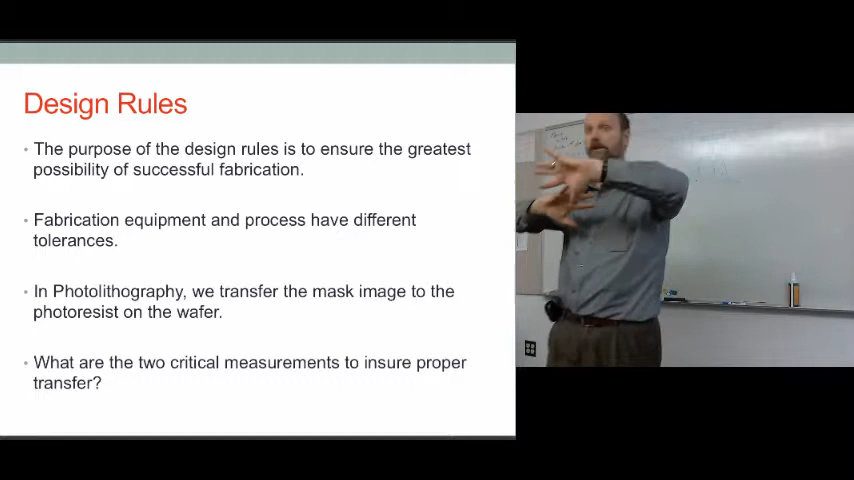 Design Rules
• The purpose of the design rules is to ensure the greatest
possibility of successful fabrication.
• Fabrication equipment and process have different
tolerances.
• In Photolithography, we transfer the mask image to the
photoresist on the wafer.
• What are the two critical measurements to insure proper
transfer?